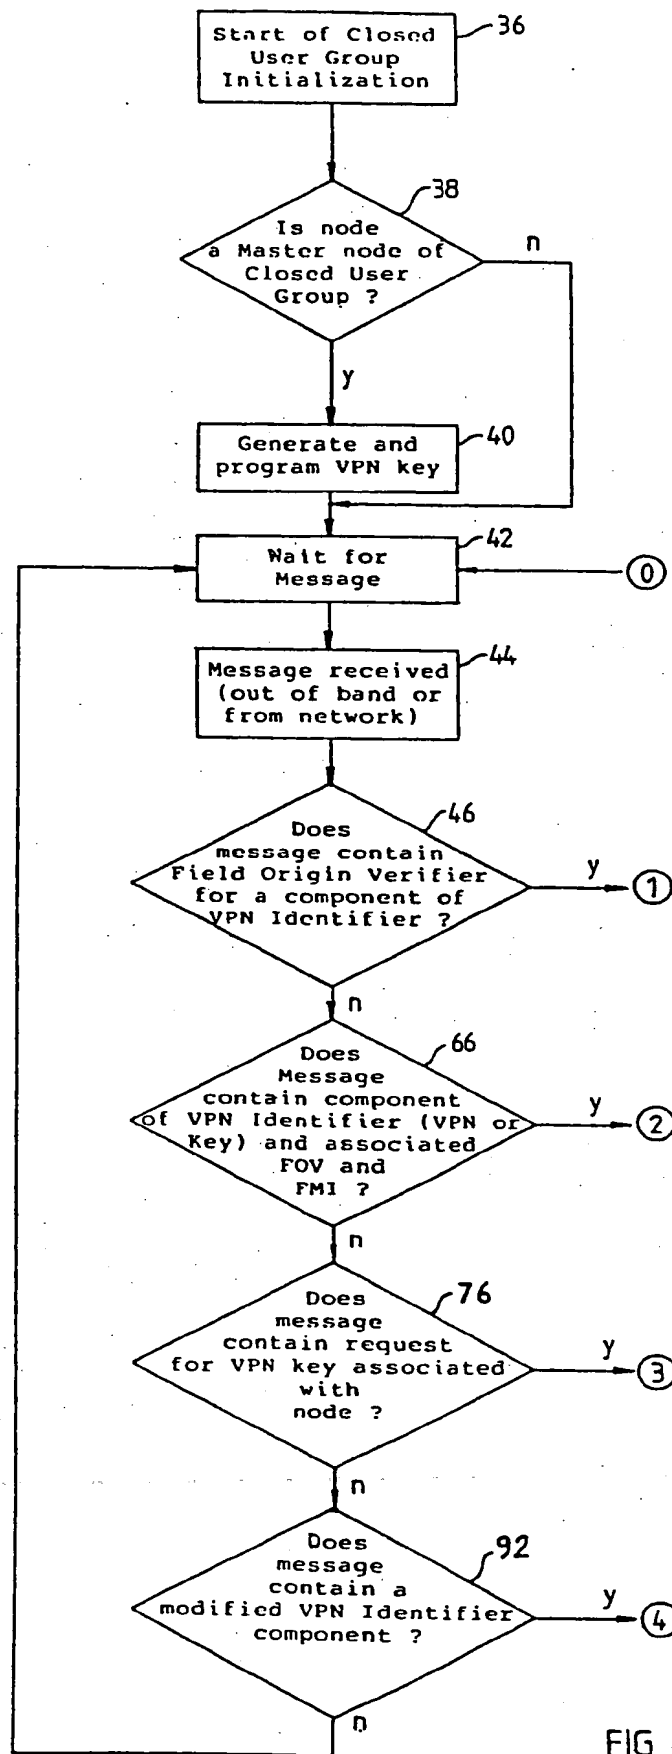 Start of Closed
User Group
Initialization
36
38
Is node
a Master node of
Closed User
Group ?
n
y
Generate and
program VPN key
40
42
Wait for
Message
0
Message received
(out of band or
from network)
44
46
Does
message contain
Field Origin Verifier
for a component of
VPN Identifier ?
y
1
n
66
Does
Message
contain component
of VPN Identifier (VPN or
Key) and associated
FOV and
FMI ?
y
2
n
76
Does
message
contain request
for VPN key associated
with
node ?
y
3
n
92
Does
message
contain a
modified VPN Identifier
component ?
y
4
n
FIG